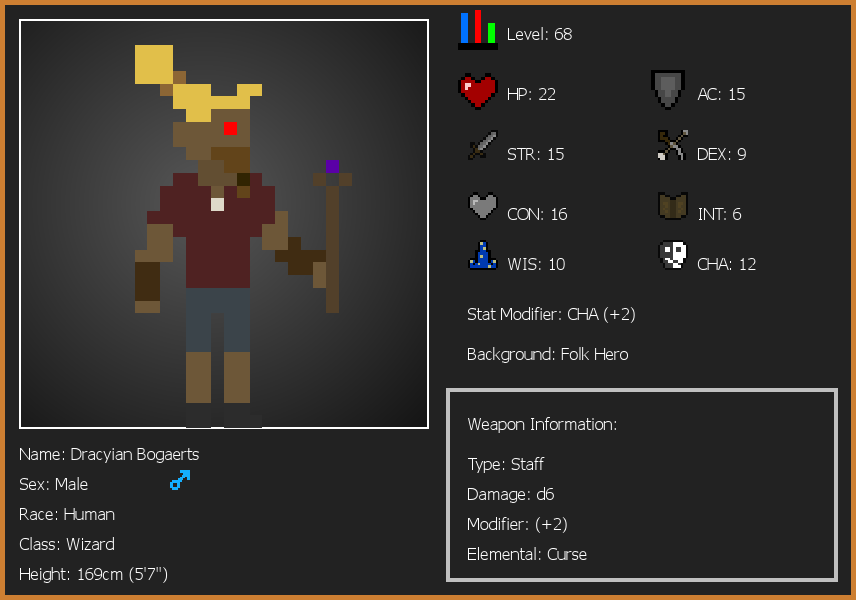 Level: 68
HP: 22
AC: 15
STR: 15
DEX: 9
CON: 16
INT: 6
WIS: 10
CHA: 12
Stat Modifier: CHA (+2)
Background: Folk Hero
Weapon Information:
Type: Staff
Damage: d6
Modifier: (+2)
Elemental: Curse
Name: Dracyian Bogaerts
Sex: Male
Race: Human
Class: Wizard
Height: 169cm (5'7")